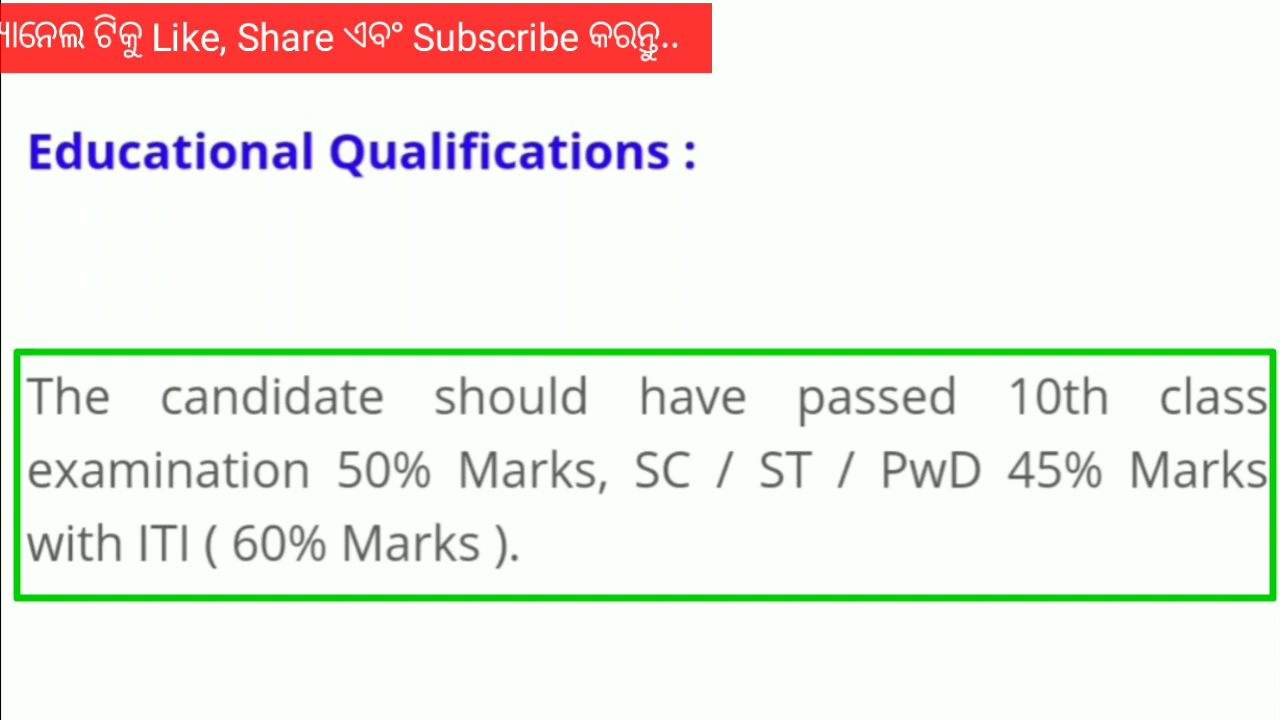 ଟିକୁ Like, Share ଏବଂ Subscribe କରନ୍ତୁ..
Educational Qualifications :
The candidate should have passed 10th class
examination 50% Marks, SC / ST / PwD 45% Marks
with ITI ( 60% Marks ).